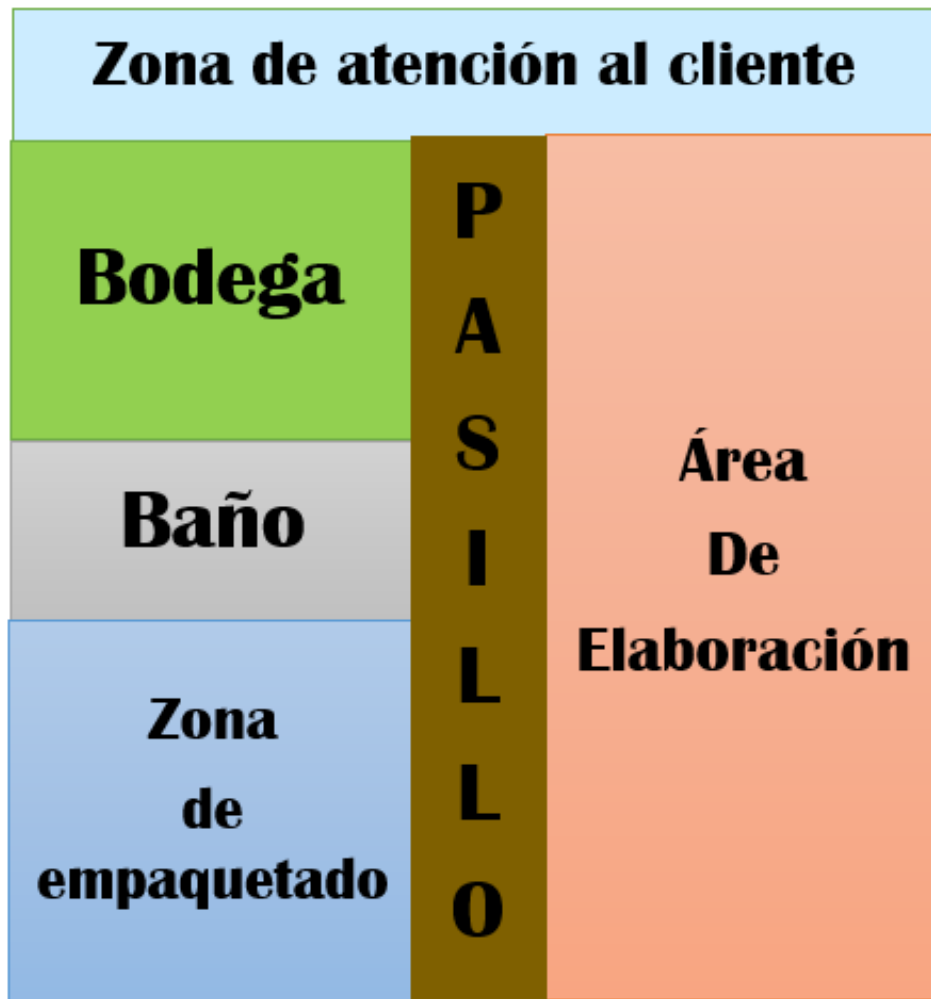 Zona de atención al cliente
Bodega
Baño
Zona
de
empaquetado
P
A
S
I
L
L
O
Área
De
Elaboración